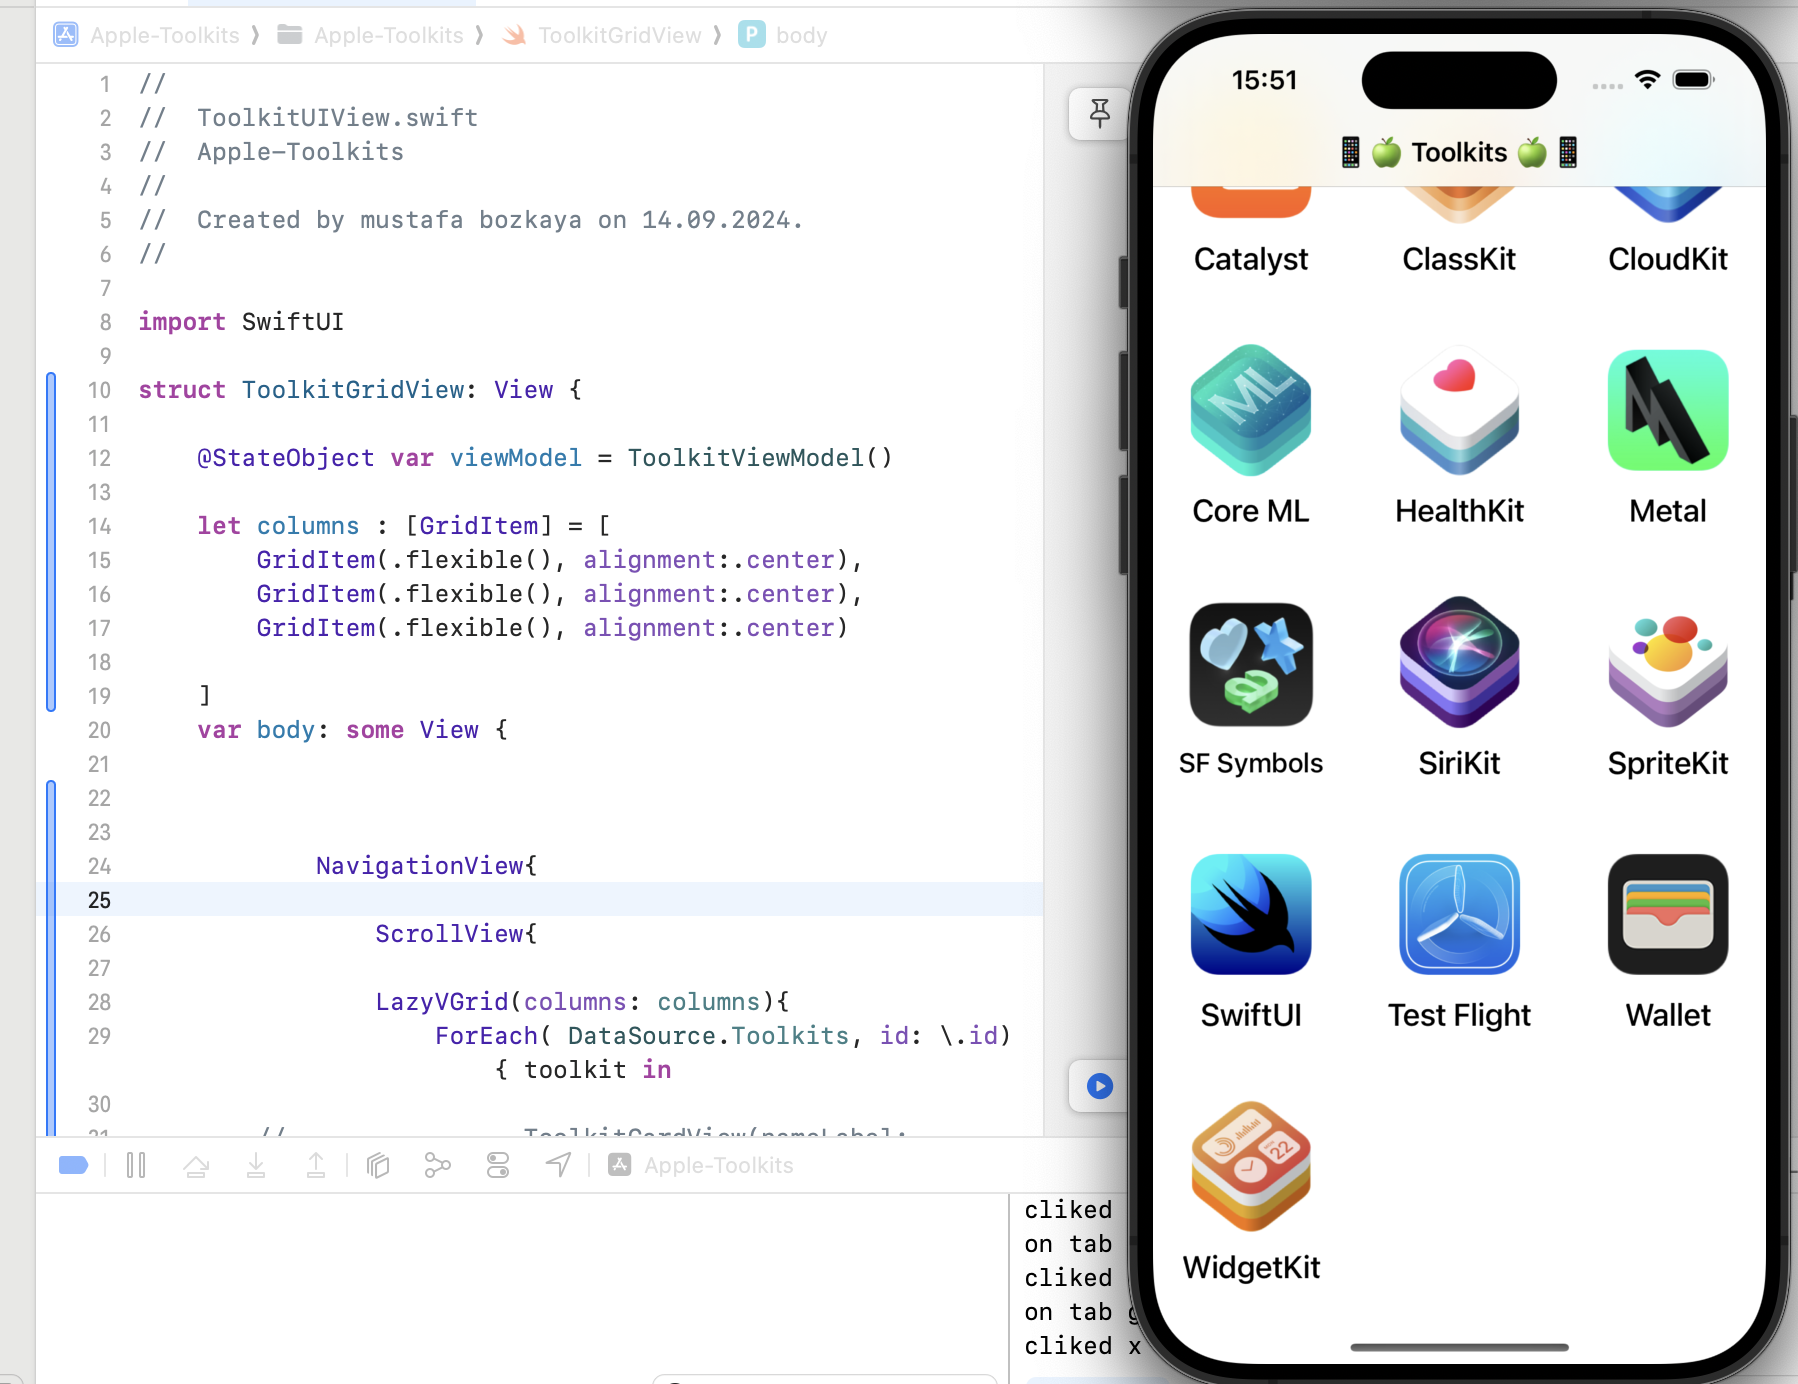 Apple-Toolkits ⟩ Apple-Toolkits ⟩ ToolkitGridView ⟩ P body
1 //
2 //  ToolkitUIView.swift
3 //  Apple-Toolkits
4 //
5 //  Created by mustafa bozkaya on 14.09.2024.
6 //
7
8 import SwiftUI
9
10 struct ToolkitGridView: View {
11
12     @StateObject var viewModel = ToolkitViewModel()
13
14     let columns : [GridItem] = [
15         GridItem(.flexible(), alignment:.center),
16         GridItem(.flexible(), alignment:.center),
17         GridItem(.flexible(), alignment:.center)
18
19     ]
20     var body: some View {
21
22
23
24             NavigationView{
25
26                 ScrollView{
27
28                 LazyVGrid(columns: columns){
29                     ForEach( DataSource.Toolkits, id: \.id)
{ toolkit in
30
31 // ToolkitCardView(nameLabel:
Apple-Toolkits
cliked
on tab
cliked
on tab g
cliked x
15:51
📱 🍏 Toolkits 🍏 📱
Catalyst ClassKit CloudKit
ML
Core ML HealthKit Metal
SF Symbols SiriKit SpriteKit
SwiftUI Test Flight Wallet
22
WidgetKit